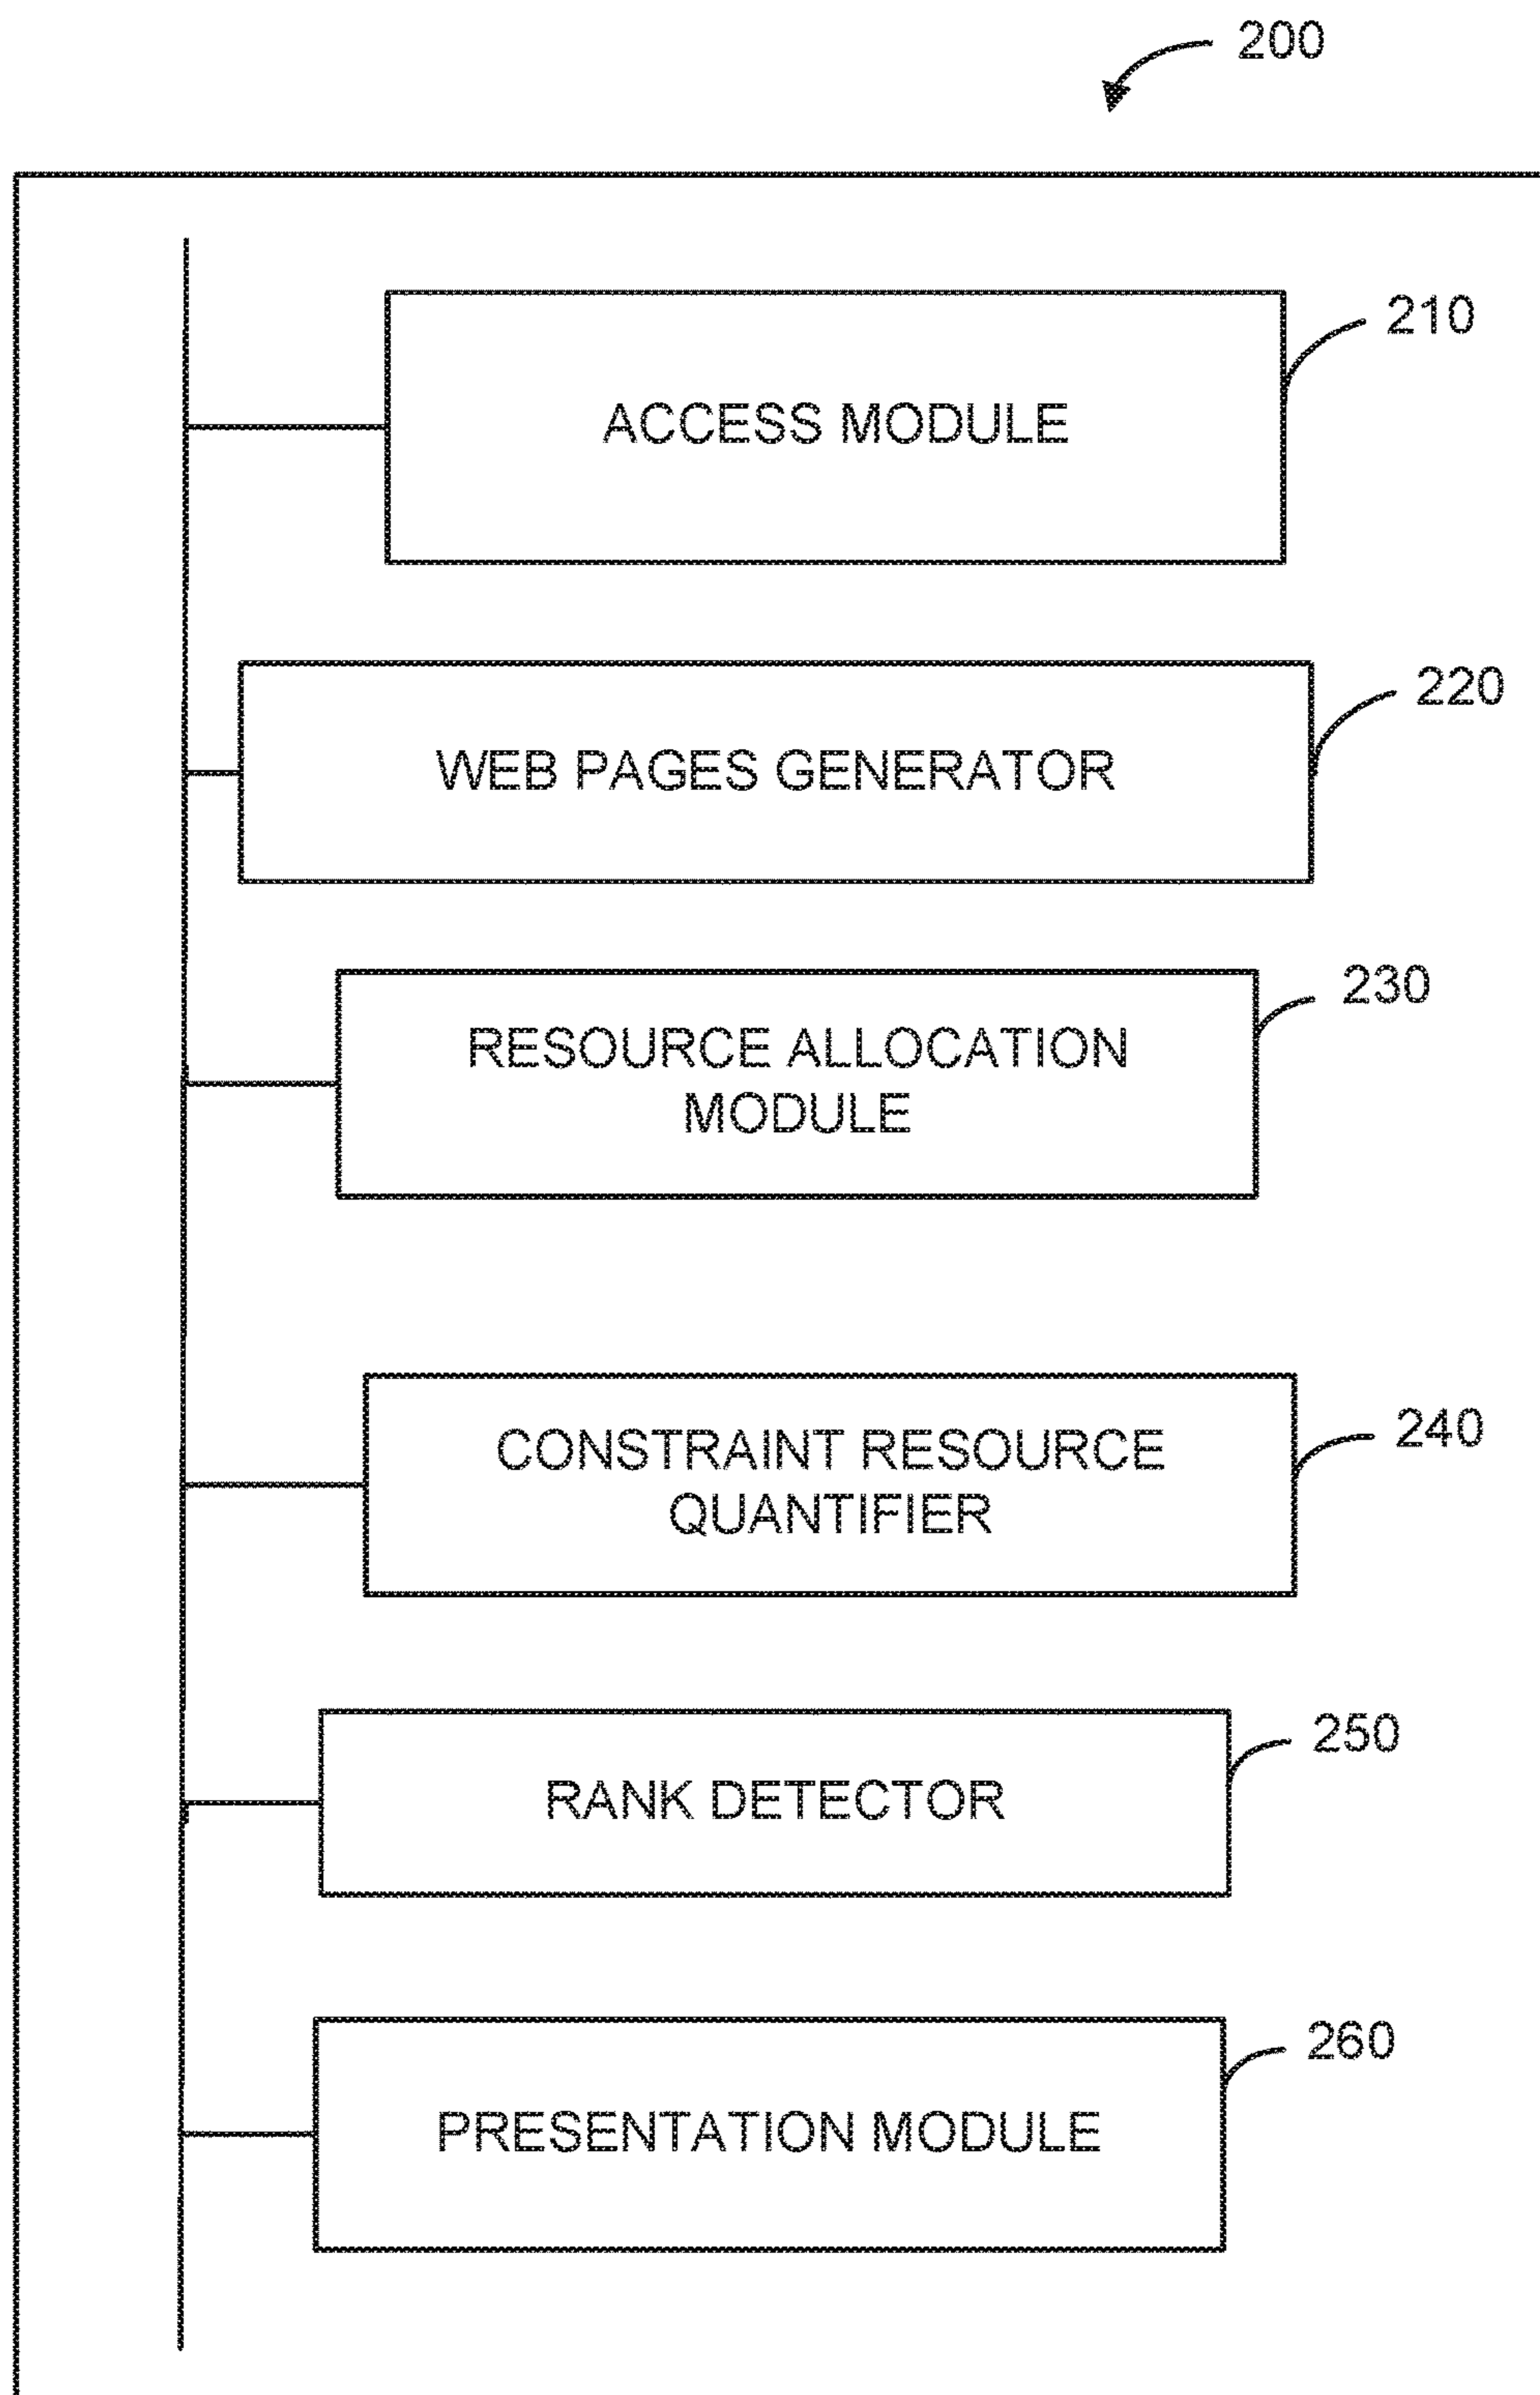 200
210
ACCESS MODULE
220
WEB PAGES GENERATOR
230
RESOURCE ALLOCATION
MODULE
240
CONSTRAINT RESOURCE
QUANTIFIER
250
RANK DETECTOR
260
PRESENTATION MODULE